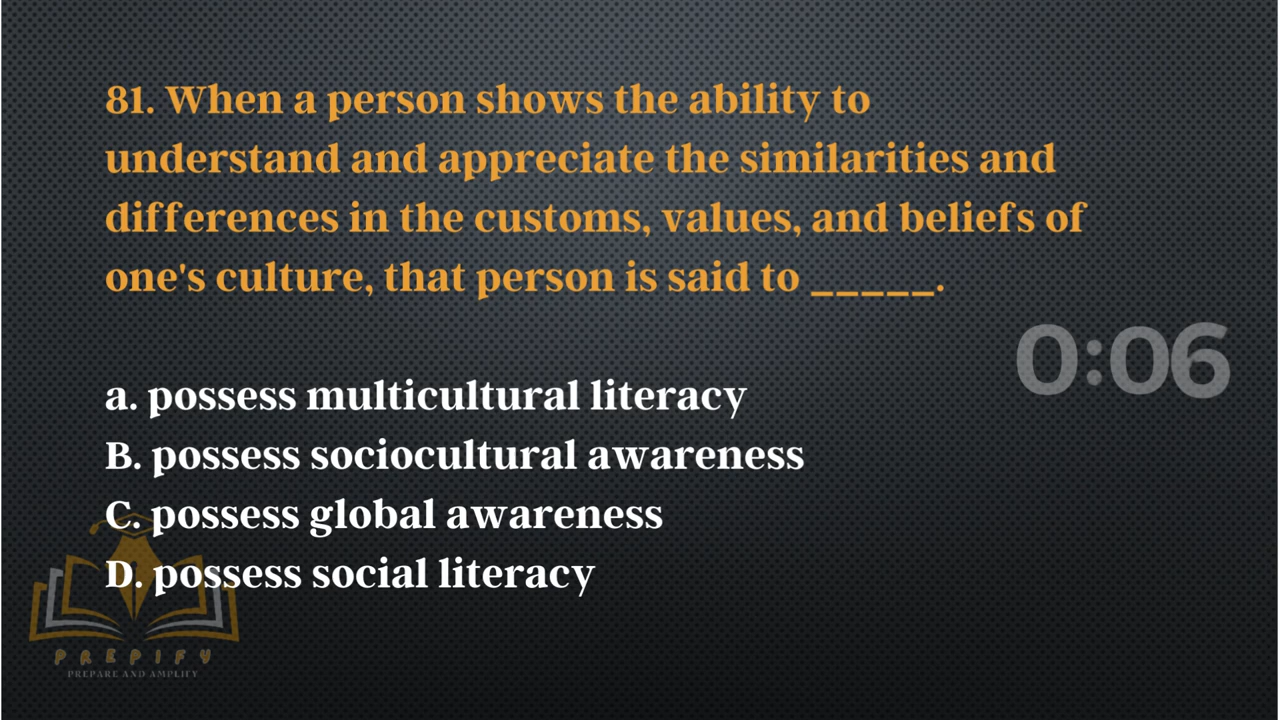 81. When a person shows the ability to
understand and appreciate the similarities and
differences in the customs, values, and beliefs of
one's culture, that person is said to _____.
0:06
a. possess multicultural literacy
B. possess sociocultural awareness
C. possess global awareness
D. possess social literacy
PREPIFY
PREPARE AND AMPLIFY